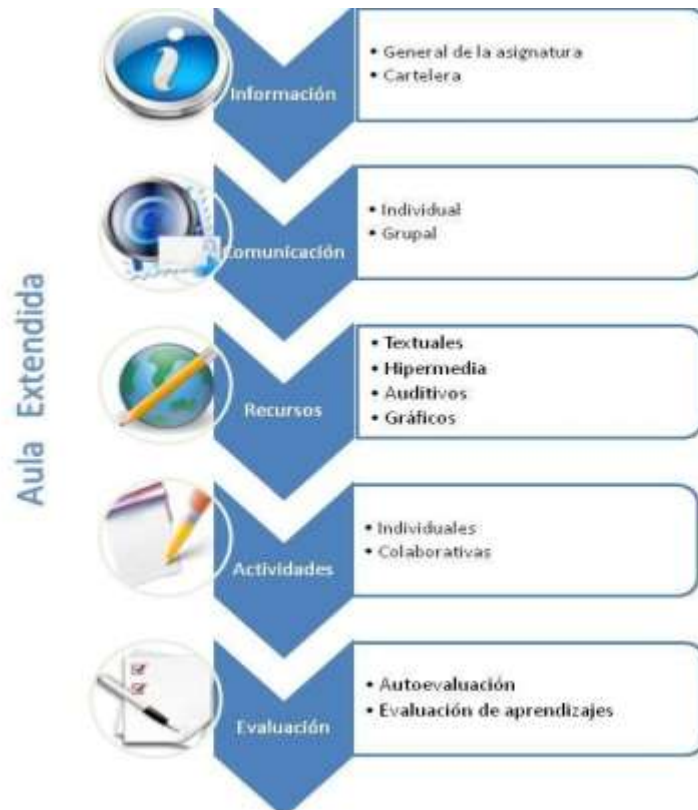 Aula Extendida
Información
• General de la asignatura
• Cartelera
Comunicación
• Individual
• Grupal
Recursos
• Textuales
• Hipermedia
• Auditivos
• Gráficos
Actividades
• Individuales
• Colaborativas
Evaluación
• Autoevaluación
• Evaluación de aprendizajes